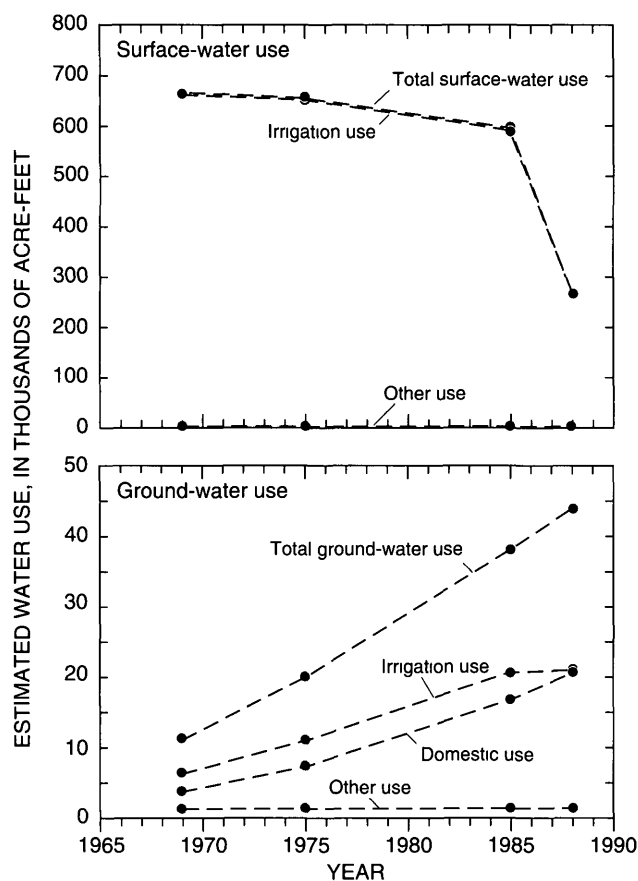 ESTIMATED WATER USE, IN THOUSANDS OF ACRE-FEET
800
Surface-water use
700
Total surface-water use
600
Irrigation use
500
400
300
200
100
Other use
0
50
Ground-water use
40
Total ground-water use
30
Irrigation use
20
10
Domestic use
Other use
0
1965 1970 1975 1980 1985 1990
YEAR